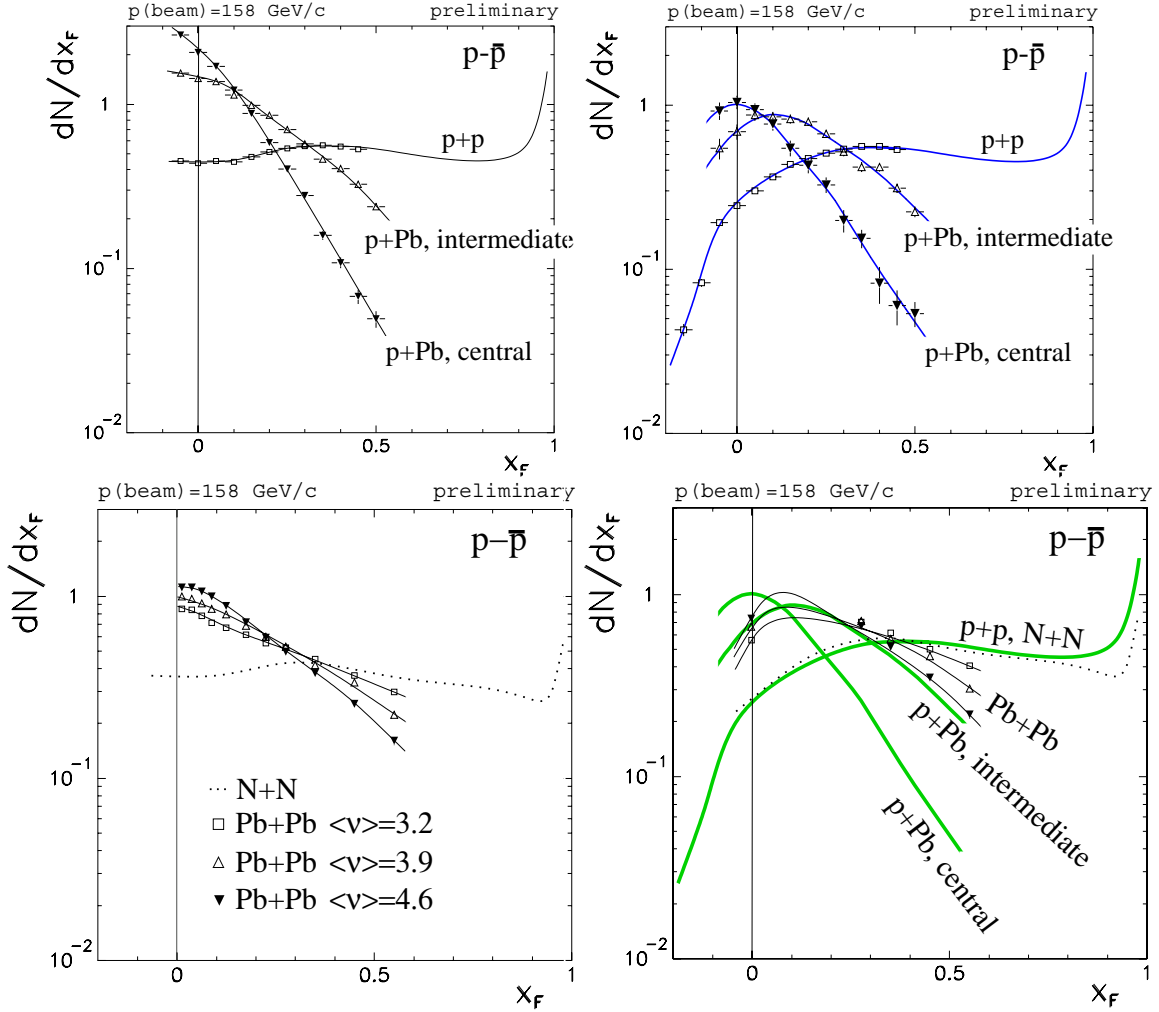 p(beam)=158 GeV/c preliminary
dN/dx_F
p-p̄
1
10⁻¹
10⁻²
p+p
p+Pb, intermediate
p+Pb, central
0 0.5 1
x_F
p(beam)=158 GeV/c preliminary
dN/dx_F
p-p̄
1
10⁻¹
10⁻²
p+p
p+Pb, intermediate
p+Pb, central
0 0.5 1
x_F
p(beam)=158 GeV/c preliminary
dN/dx_F
p−p̄
1
10⁻¹
10⁻²
N+N
Pb+Pb <ν>=3.2
Pb+Pb <ν>=3.9
Pb+Pb <ν>=4.6
0 0.5 1
x_F
p(beam)=158 GeV/c preliminary
dN/dx_F
p−p̄
1
10⁻¹
10⁻²
p+p, N+N
Pb+Pb
p+Pb, intermediate
p+Pb, central
0 0.5 1
x_F